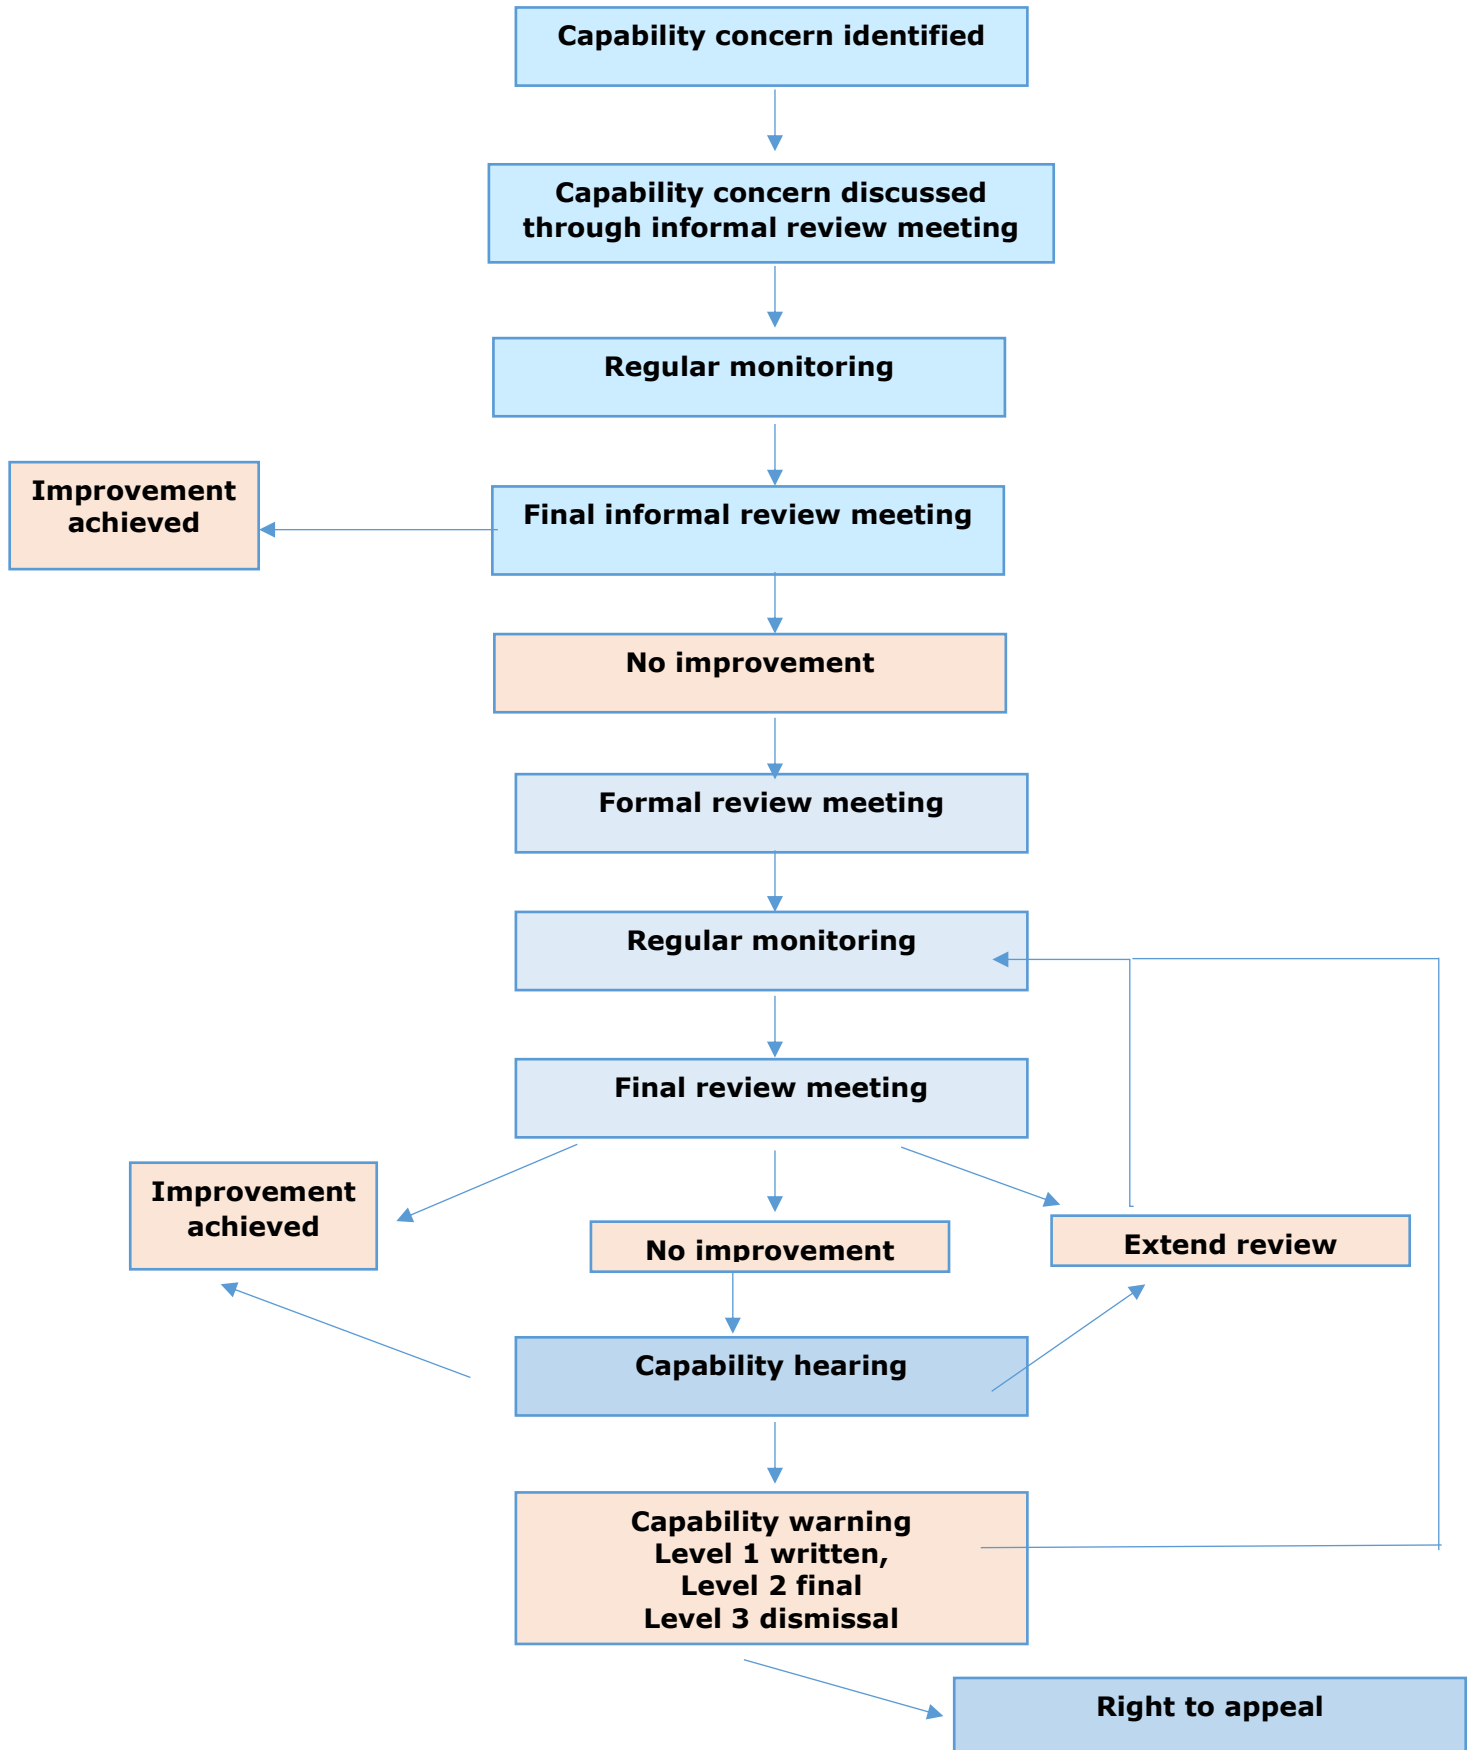 Capability concern identified
Capability concern discussed
through informal review meeting
Regular monitoring
Improvement
achieved
Final informal review meeting
No improvement
Formal review meeting
Regular monitoring
Final review meeting
Improvement
achieved
No improvement
Extend review
Capability hearing
Capability warning
Level 1 written,
Level 2 final
Level 3 dismissal
Right to appeal